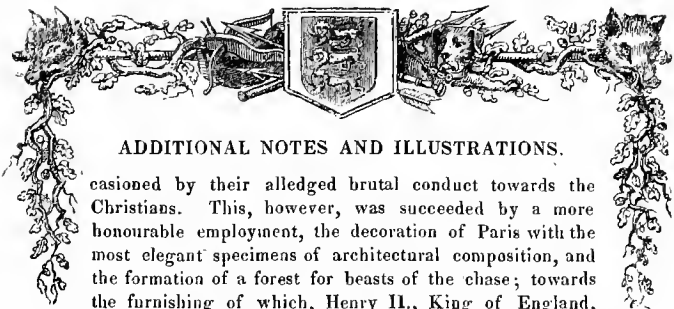 ADDITIONAL NOTES AND ILLUSTRATIONS.
casioned by their alledged brutal conduct towards the
Christians. This, however, was succeeded by a more
honourable employment, the decoration of Paris with the
most elegant specimens of architectural composition, and
the formation of a forest for beasts of the chase; towards
the furnishing of which, Henry II., King of England,